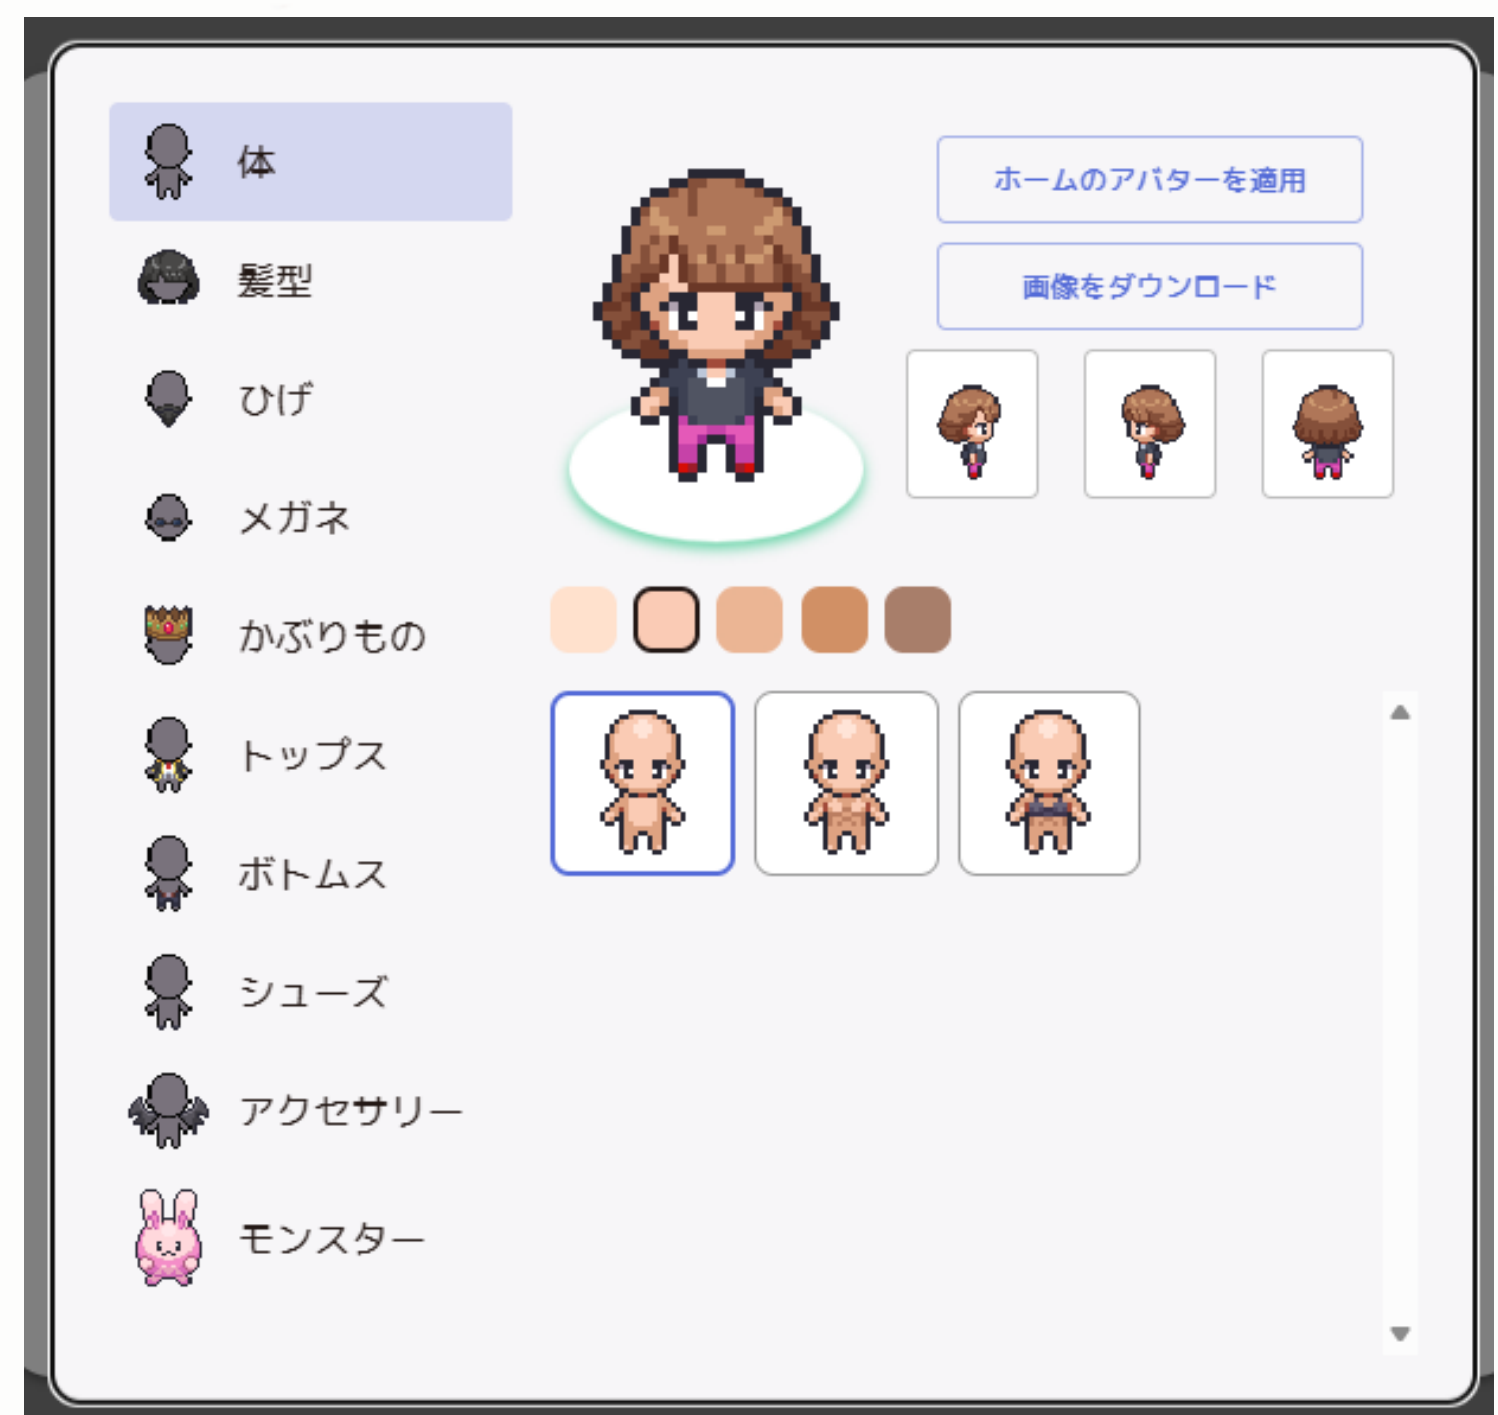 体
髪型
ひげ
メガネ
かぶりもの
トップス
ボトムス
シューズ
アクセサリー
モンスター
ホームのアバターを適用
画像をダウンロード